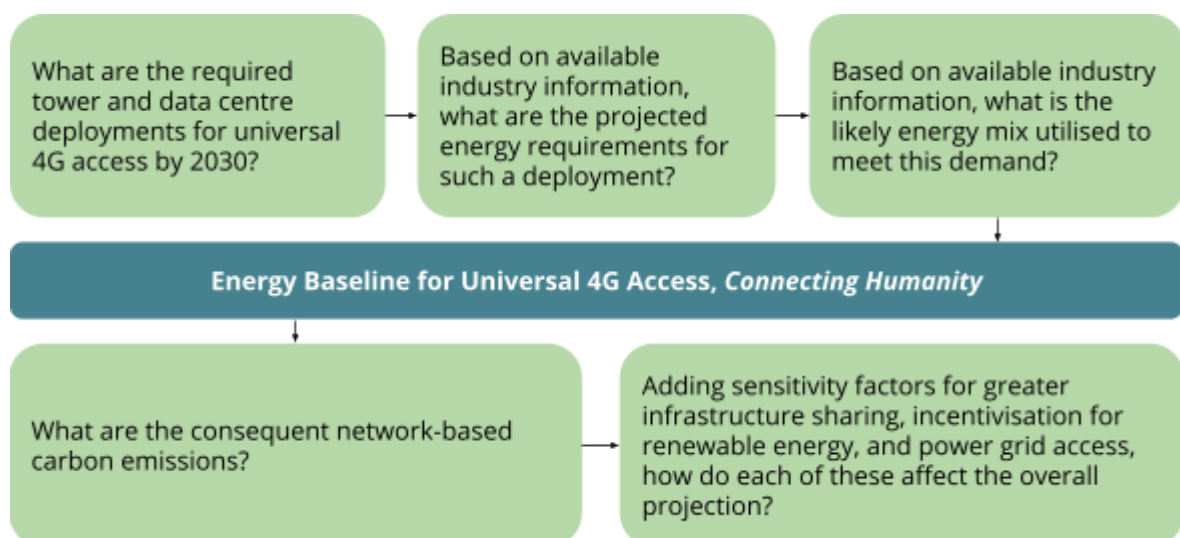 What are the required
tower and data centre
deployments for universal
4G access by 2030?
Based on available
industry information,
what are the projected
energy requirements for
such a deployment?
Based on available industry
information, what is the
likely energy mix utilised to
meet this demand?
Energy Baseline for Universal 4G Access, Connecting Humanity
What are the consequent network-based
carbon emissions?
Adding sensitivity factors for greater
infrastructure sharing, incentivisation for
renewable energy, and power grid access,
how do each of these affect the overall
projection?